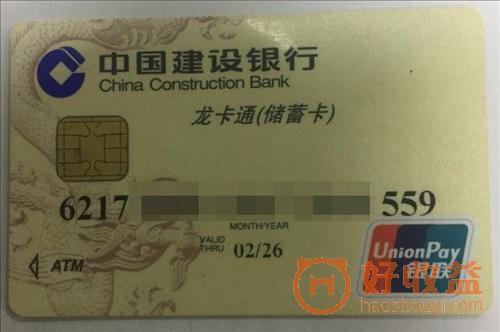 中国建设银行
China Construction Bank
龙卡通(储蓄卡)
6217 559
MONTH/YEAR
VALID THRU 02/26
ATM
UnionPay
银联
好收益
haoshouyi.com